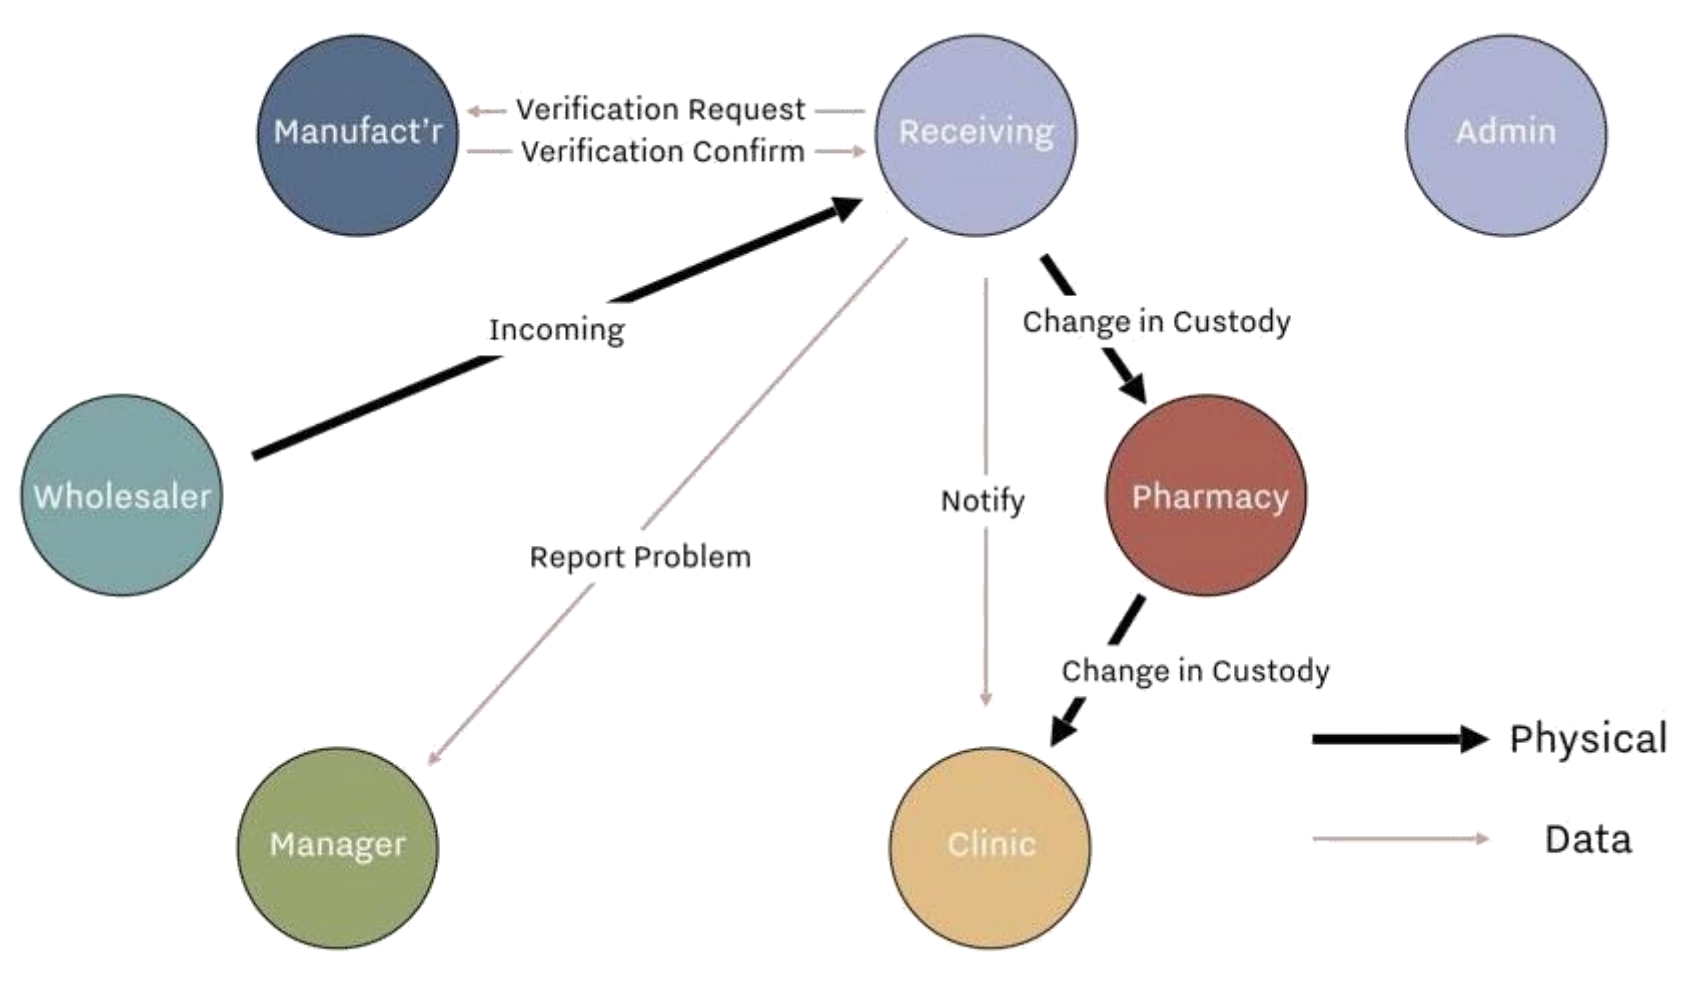 Manufact'r
Verification Request
Verification Confirm
Receiving
Admin
Incoming
Change in Custody
Wholesaler
Notify
Pharmacy
Report Problem
Change in Custody
Manager
Clinic
Physical
Data